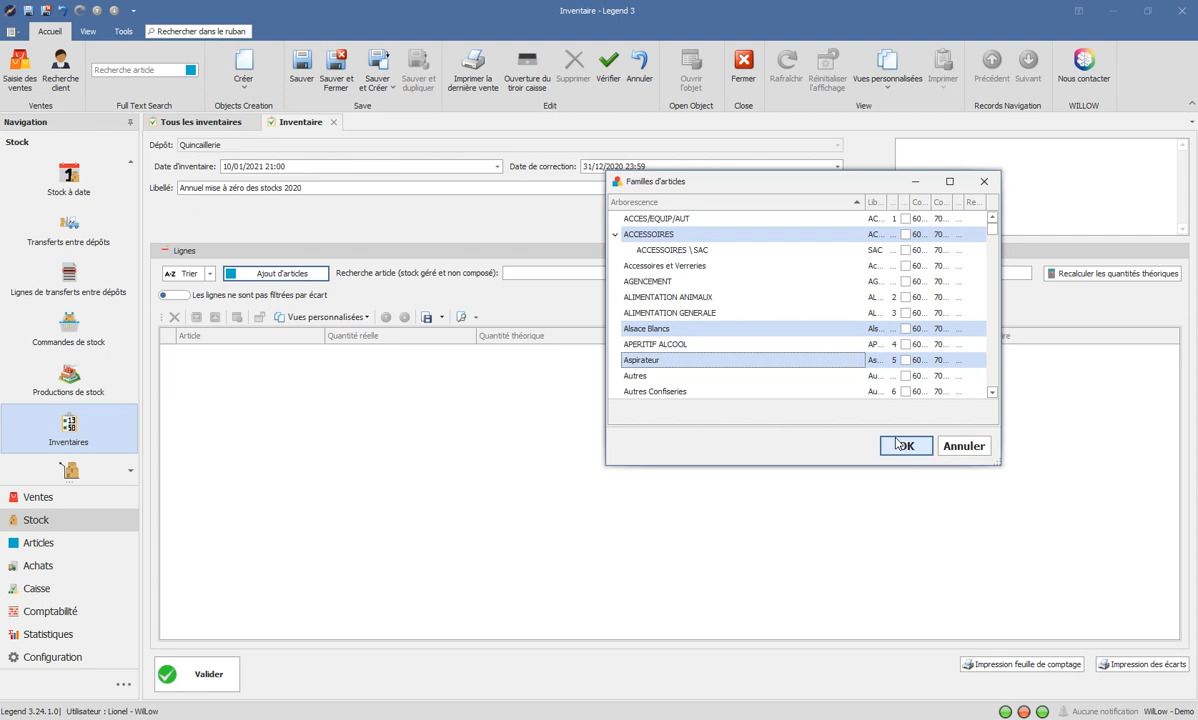 Inventaire - Legend 3
Accueil View Tools Rechercher dans le ruban
Saisie des ventes
Recherche client
Recherche article
Créer
Sauver
Sauver et Fermer
Sauver et Créer
Sauver et dupliquer
Imprimer la dernière vente
Ouverture du tiroir caisse
Supprimer
Vérifier
Annuler
Ouvrir l'objet
Fermer
Rafraîchir
Réinitialiser l'affichage
Vues personnalisées
Imprimer
Précédent
Suivant
Nous contacter
Ventes Full Text Search Objects Creation Save Edit Open Object Close View Records Navigation WILLOW
Navigation
Tous les inventaires
Inventaire
Stock
Stock à date
Transferts entre dépôts
Lignes de transferts entre dépôts
Commandes de stock
Productions de stock
Inventaires
...
Ventes
Stock
Articles
Achats
Caisse
Comptabilité
Statistiques
Configuration
Dépôt: Quincaillerie
Date d'inventaire: 10/01/2021 21:00
Date de correction: 31/12/2020 23:59
Libellé: Annuel mise à zéro des stocks 2020
Lignes
A-Z Trier
Ajout d'articles
Recherche article (stock géré et non composé):
Recalculer les quantités théoriques
Les lignes ne sont pas filtrées par écart
Vues personnalisées
Article Quantité réelle Quantité théorique
Familles d'articles
Arborescence Lib... ... ... Co... Co... ... Re...
ACCES/EQUIP/AUT AC... 1 60... 70... ...
ACCESSOIRES AC... ... 60... 70... ...
ACCESSOIRES \ SAC SAC ... 60... 70... ...
Accessoires et Verreries Ac... ... 60... 70... ...
AGENCEMENT AG... ... 60... 70... ...
ALIMENTATION ANIMAUX AL... 2 60... 70... ...
ALIMENTATION GENERALE AL... 3 60... 70... ...
Alsace Blancs Als... ... 60... 70... ...
APERITIF ALCOOL AP... 4 60... 70... ...
Aspirateur As... 5 60... 70... ...
Autres Au... ... 60... 70... ...
Autres Confiseries Au... 6 60... 70... ...
OK
Annuler
Valider
Impression feuille de comptage
Impression des écarts
Legend 3.24.1.0| Utilisateur : Lionel - WilLow
Aucune notification WilLow - Demo